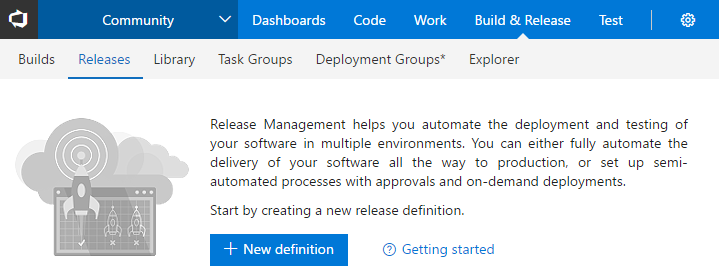 Community Dashboards Code Work Build & Release Test
Builds Releases Library Task Groups Deployment Groups* Explorer
Release Management helps you automate the deployment and testing of
your software in multiple environments. You can either fully automate the
delivery of your software all the way to production, or set up semi-
automated processes with approvals and on-demand deployments.
Start by creating a new release definition.
+ New definition ? Getting started